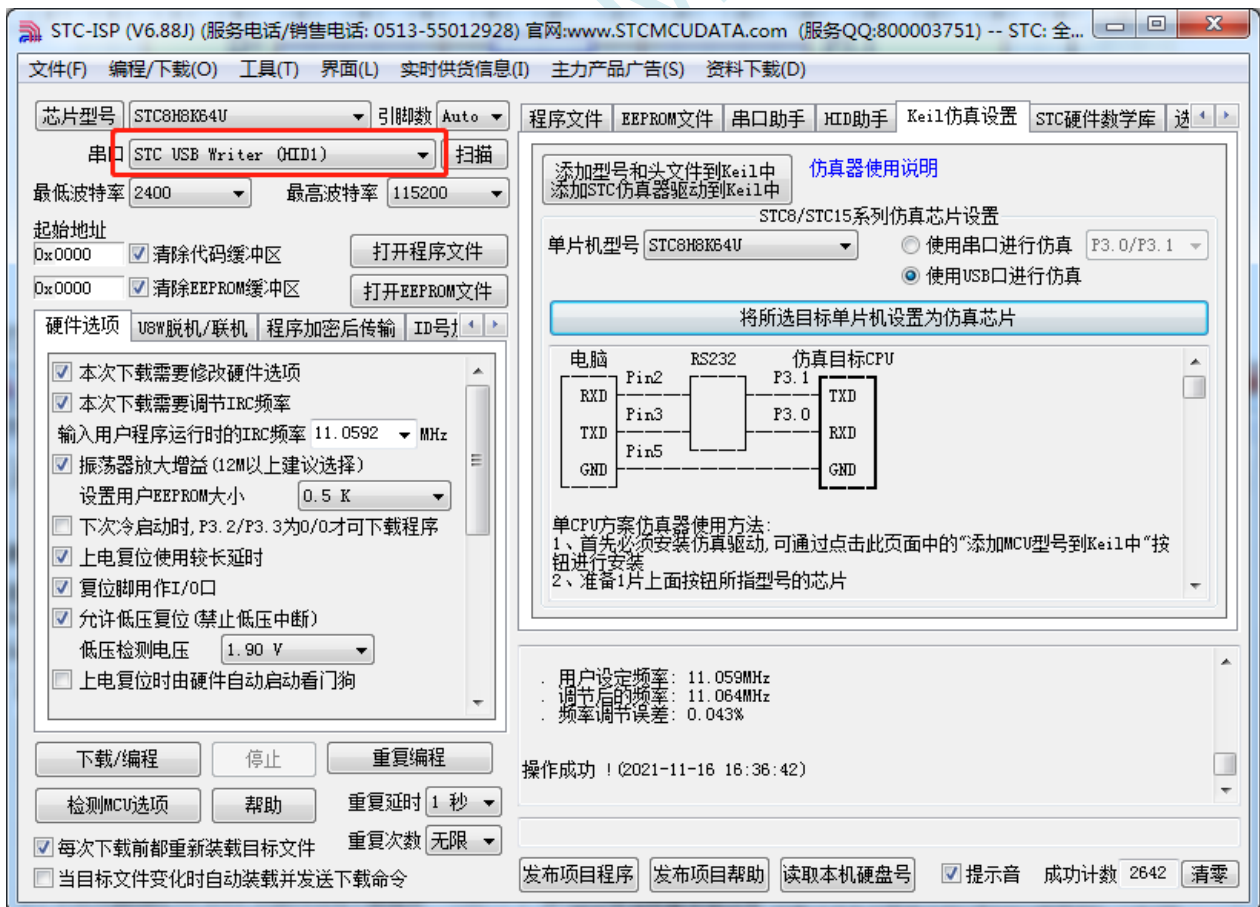 STC-ISP (V6.88J) (服务电话/销售电话: 0513-55012928) 官网:www.STCMCUDATA.com (服务QQ:800003751) -- STC: 全...
文件(F) 编程/下载(O) 工具(T) 界面(L) 实时供货信息(I) 主力产品广告(S) 资料下载(D)
芯片型号 STC8H8K64U 引脚数 Auto
串口 STC USB Writer (HID1) 扫描
最低波特率 2400 最高波特率 115200
起始地址
0x0000 清除代码缓冲区 打开程序文件
0x0000 清除EEPROM缓冲区 打开EEPROM文件
硬件选项 U8W脱机/联机 程序加密后传输 ID号
本次下载需要修改硬件选项
本次下载需要调节IRC频率
输入用户程序运行时的IRC频率 11.0592 MHz
振荡器放大增益(12M以上建议选择)
设置用户EEPROM大小 0.5 K
下次冷启动时,P3.2/P3.3为0/0才可下载程序
上电复位使用较长延时
复位脚用作I/O口
允许低压复位(禁止低压中断)
低压检测电压 1.90 V
上电复位时由硬件自动启动看门狗
下载/编程 停止 重复编程
检测MCU选项 帮助 重复延时 1 秒
每次下载前都重新装载目标文件 重复次数 无限
当目标文件变化时自动装载并发送下载命令
程序文件 EEPROM文件 串口助手 HID助手 Keil仿真设置 STC硬件数学库 选
添加型号和头文件到Keil中
添加STC仿真器驱动到Keil中
仿真器使用说明
STC8/STC15系列仿真芯片设置
单片机型号 STC8H8K64U 使用串口进行仿真 P3.0/P3.1
使用USB口进行仿真
将所选目标单片机设置为仿真芯片
电脑 RS232 仿真目标CPU
Pin2 P3.1
RXD TXD
Pin3 P3.0
TXD RXD
Pin5
GND GND
单CPU方案仿真器使用方法:
1、首先必须安装仿真驱动,可通过点击此页面中的"添加MCU型号到Keil中"按
钮进行安装
2、准备1片上面按钮所指型号的芯片
. 用户设定频率: 11.059MHz
. 调节后的频率: 11.064MHz
. 频率调节误差: 0.043%
操作成功 !(2021-11-16 16:36:42)
发布项目程序 发布项目帮助 读取本机硬盘号 提示音 成功计数 2642 清零